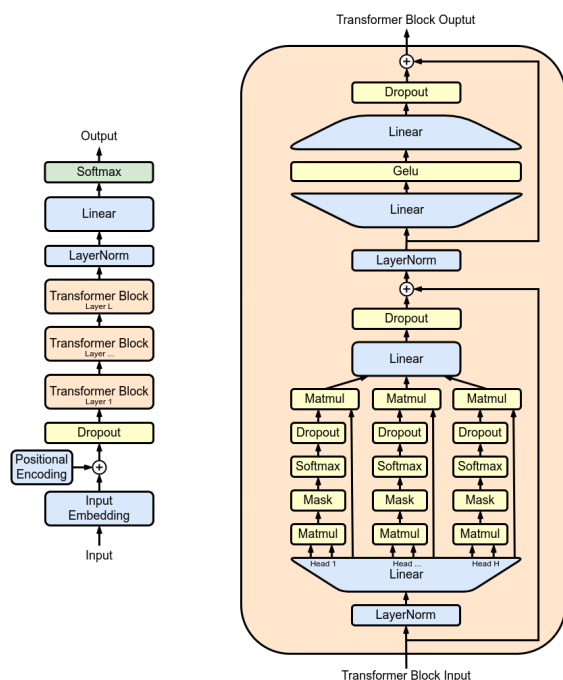 Output
Softmax
Linear
LayerNorm
Transformer Block
Layer L
Transformer Block
Layer ...
Transformer Block
Layer 1
Dropout
Positional
Encoding
Input
Embedding
Input
Transformer Block Ouptut
Dropout
Linear
Gelu
Linear
LayerNorm
Dropout
Linear
Matmul Matmul Matmul
Dropout Dropout Dropout
Softmax Softmax Softmax
Mask Mask Mask
Matmul Matmul Matmul
Head 1 Head ... Head H
Linear
LayerNorm
Transformer Block Input